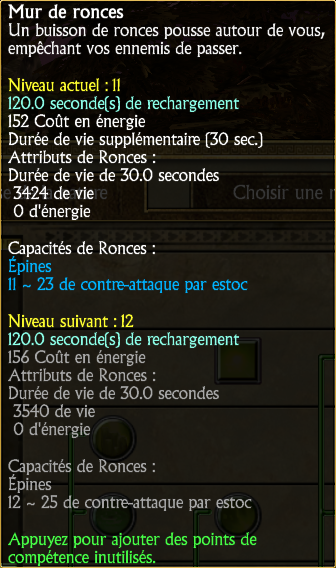 Mur de ronces
Un buisson de ronces pousse autour de vous,
empêchant vos ennemis de passer.
Niveau actuel : 11
120.0 seconde(s) de rechargement
152 Coût en énergie
Durée de vie supplémentaire (30 sec.)
Attributs de Ronces :
Durée de vie de 30.0 secondes
3424 de vie
Choisir une r
0 d'énergie
Capacités de Ronces :
Épines
11 ~ 23 de contre-attaque par estoc
Niveau suivant : 12
120.0 seconde(s) de rechargement
156 Coût en énergie
Attributs de Ronces :
Durée de vie de 30.0 secondes
3540 de vie
0 d'énergie
Capacités de Ronces :
Épines
12 ~ 25 de contre-attaque par estoc
Appuyez pour ajouter des points de
compétence inutilisés.